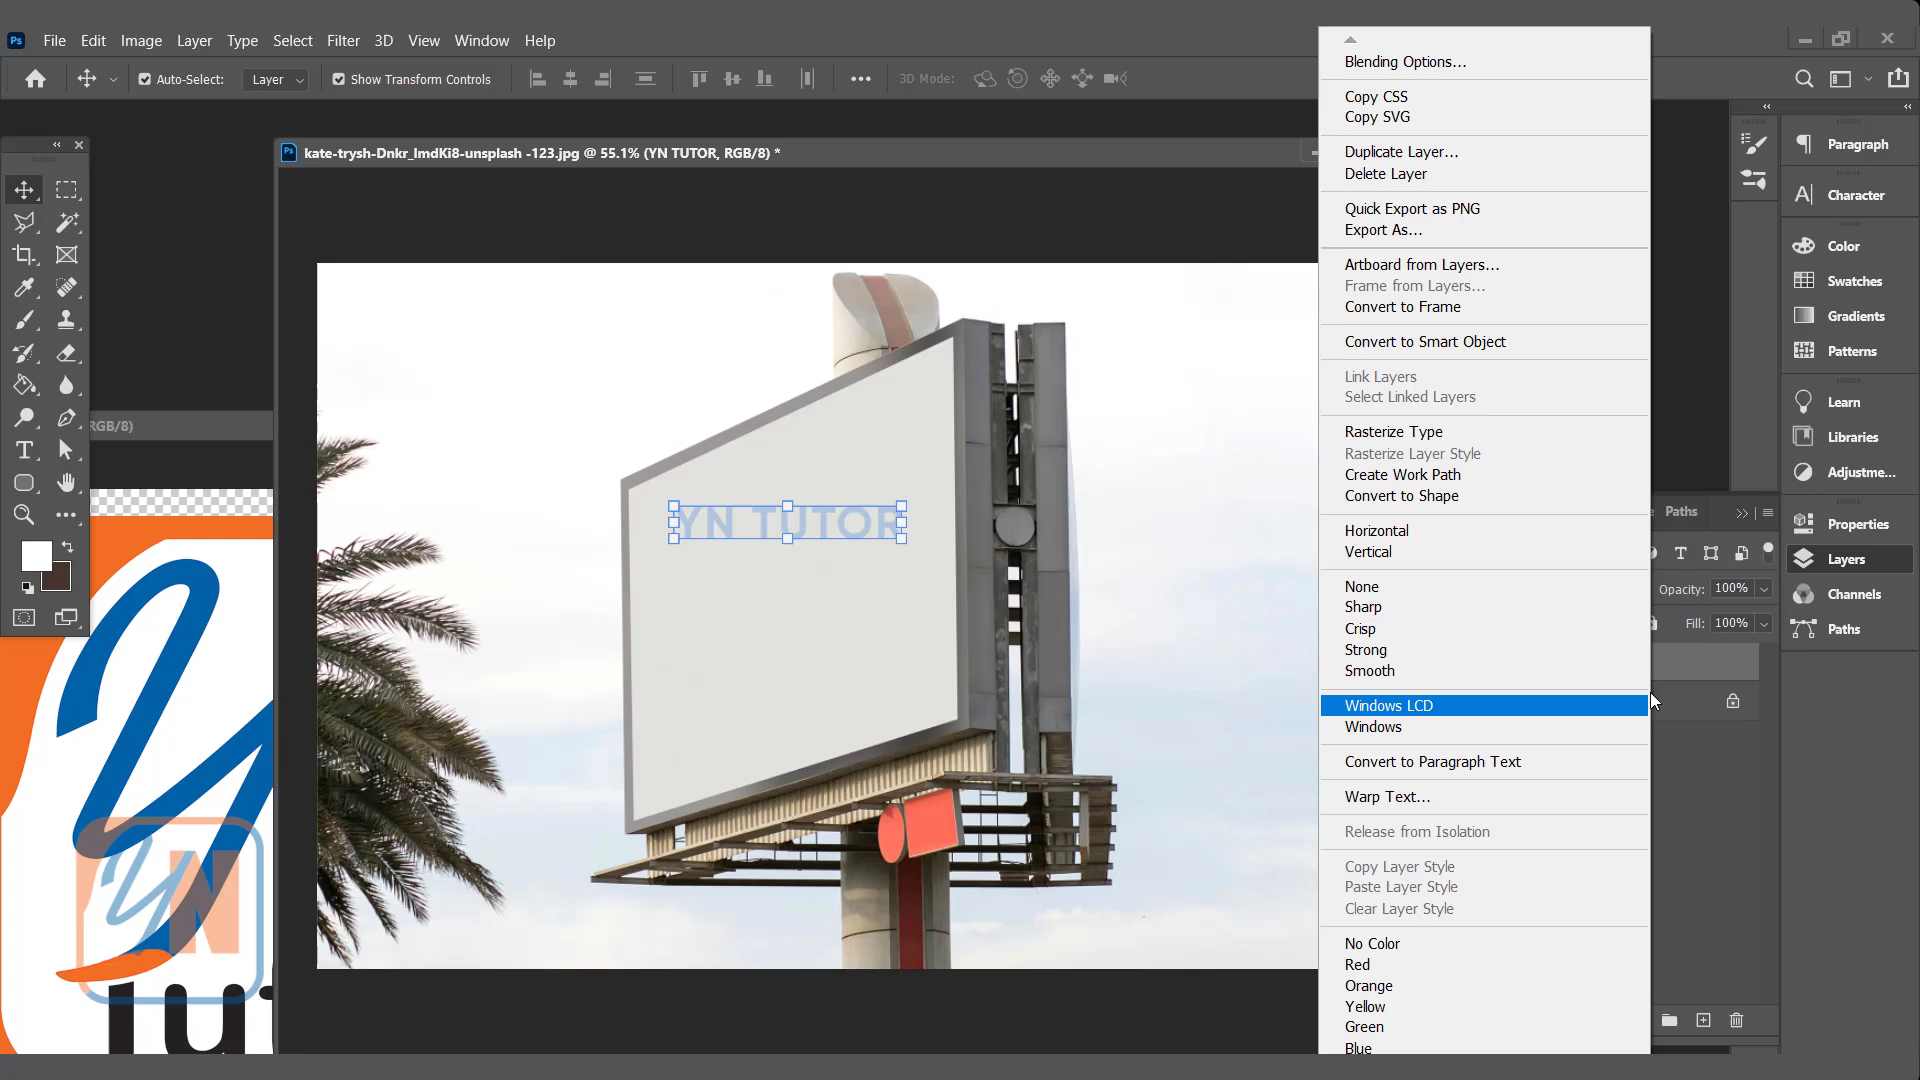 Ps File Edit Image Layer Type Select Filter 3D View Window Help
Auto-Select: Layer Show Transform Controls 3D Mode:
Ps kate-trysh-Dnkr_lmdKi8-unsplash -123.jpg @ 55.1% (YN TUTOR, RGB/8) *
RGB/8)
YN TUTOR
YN
Blending Options...
Copy CSS
Copy SVG
Duplicate Layer...
Delete Layer
Quick Export as PNG
Export As...
Artboard from Layers...
Frame from Layers...
Convert to Frame
Convert to Smart Object
Link Layers
Select Linked Layers
Rasterize Type
Rasterize Layer Style
Create Work Path
Convert to Shape
Horizontal
Vertical
None
Sharp
Crisp
Strong
Smooth
Windows LCD
Windows
Convert to Paragraph Text
Warp Text...
Release from Isolation
Copy Layer Style
Paste Layer Style
Clear Layer Style
No Color
Red
Orange
Yellow
Green
Blue
Paths
Opacity: 100%
Fill: 100%
Paragraph
Character
Color
Swatches
Gradients
Patterns
Learn
Libraries
Adjustme...
Properties
Layers
Channels
Paths